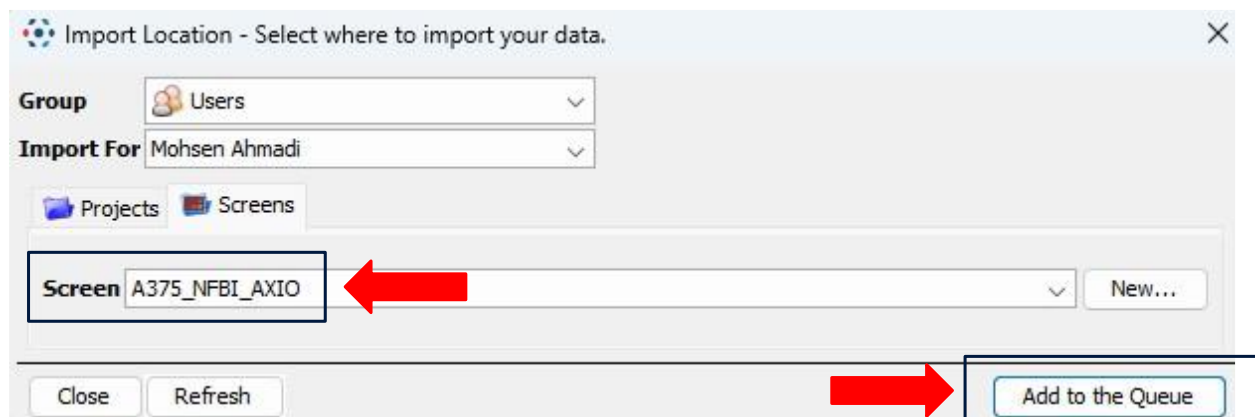 Import Location - Select where to import your data.
Group Users
Import For Mohsen Ahmadi
Projects Screens
Screen A375_NFBI_AXIO New...
Close Refresh Add to the Queue